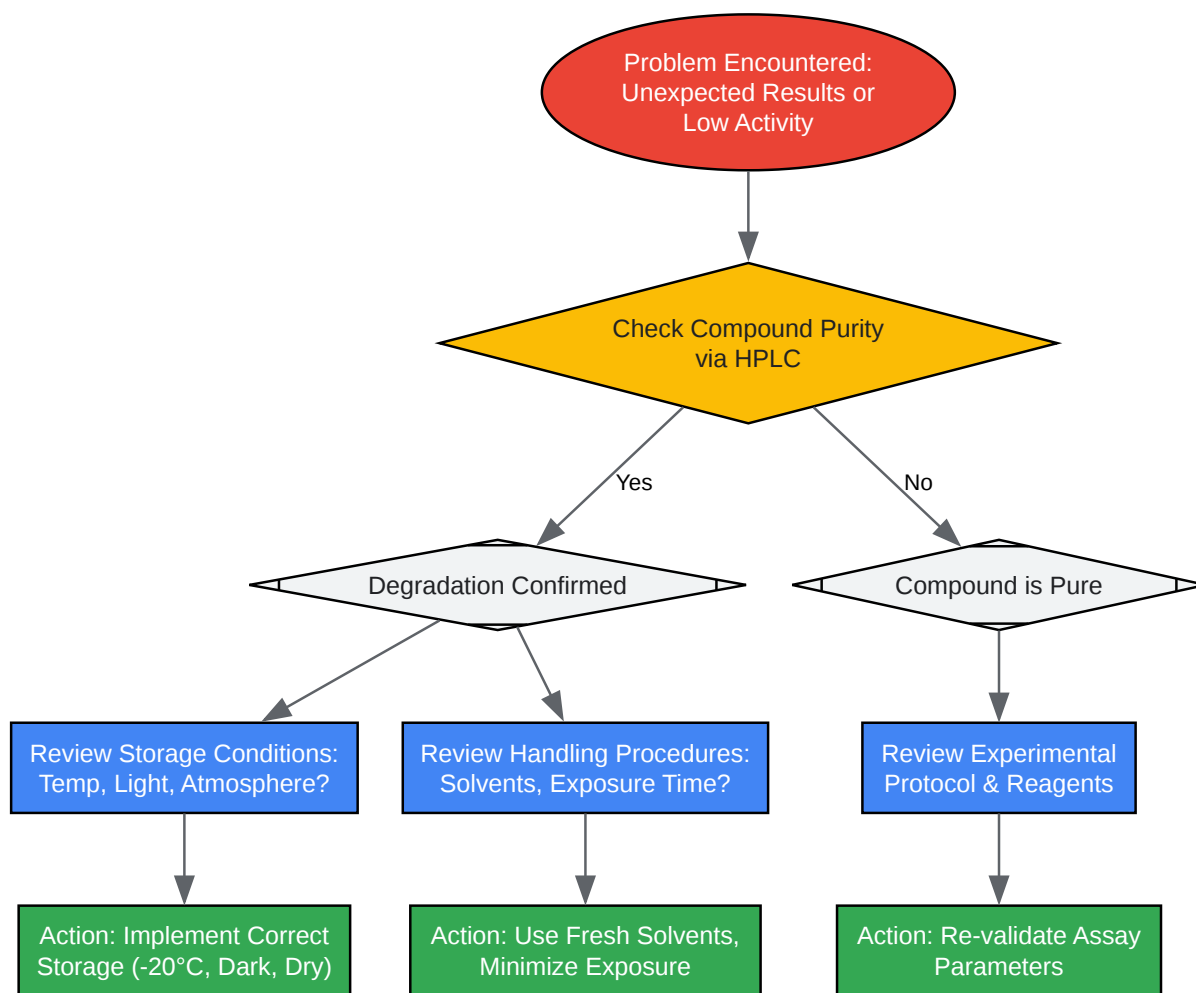 Problem Encountered:
Unexpected Results or
Low Activity
Check Compound Purity
via HPLC
Yes
No
Degradation Confirmed
Compound is Pure
Review Storage Conditions:
Temp, Light, Atmosphere?
Review Handling Procedures:
Solvents, Exposure Time?
Review Experimental
Protocol & Reagents
Action: Implement Correct
Storage (-20°C, Dark, Dry)
Action: Use Fresh Solvents,
Minimize Exposure
Action: Re-validate Assay
Parameters